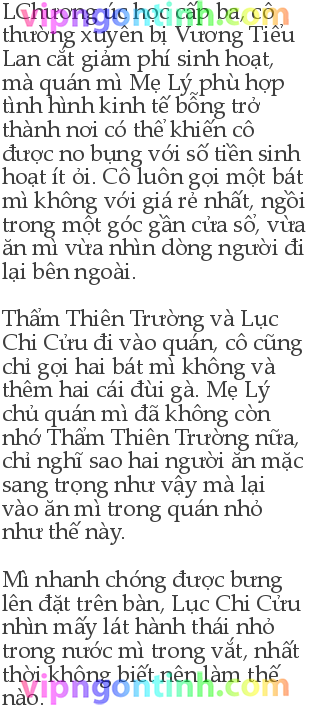 vipngontinh.com
LChương úc học cấp ba, cô
thường xuyên bị Vương Tiểu
Lan cắt giảm phí sinh hoạt,
mà quán mì Mẹ Lý phù hợp
tình hình kinh tế bỗng trở
thành nơi có thể khiến cô
được no bụng với số tiền sinh
hoạt ít ỏi. Cô luôn gọi một bát
mì không với giá rẻ nhất, ngồi
trong một góc gần cửa sổ, vừa
ăn mì vừa nhìn dòng người đi
lại bên ngoài.
Thẩm Thiên Trường và Lục
Chi Cửu đi vào quán, cô cũng
chỉ gọi hai bát mì không và
thêm hai cái đùi gà. Mẹ Lý
chủ quán mì đã không còn
nhớ Thẩm Thiên Trường nữa,
chỉ nghĩ sao hai người ăn mặc
sang trọng như vậy mà lại
vào ăn mì trong quán nhỏ
như thế này.
Mì nhanh chóng được bưng
lên đặt trên bàn, Lục Chi Cửu
nhìn mấy lát hành thái nhỏ
trong nước mì trong vắt, nhất
thời không biết nên làm thế
nào.
vipngontinh.com